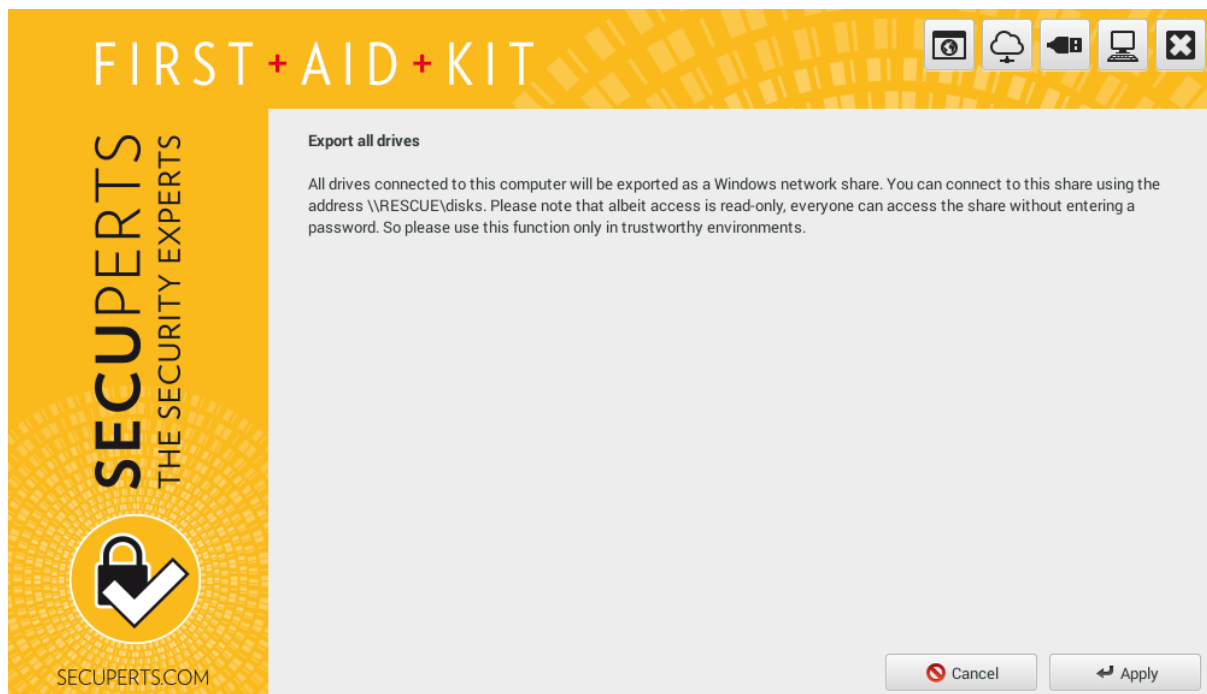 FIRST+AID+KIT
SECUPERTS
THE SECURITY EXPERTS
SECUPERTS.COM
Export all drives
All drives connected to this computer will be exported as a Windows network share. You can connect to this share using the
address \\RESCUE\disks. Please note that albeit access is read-only, everyone can access the share without entering a
password. So please use this function only in trustworthy environments.
Cancel
Apply